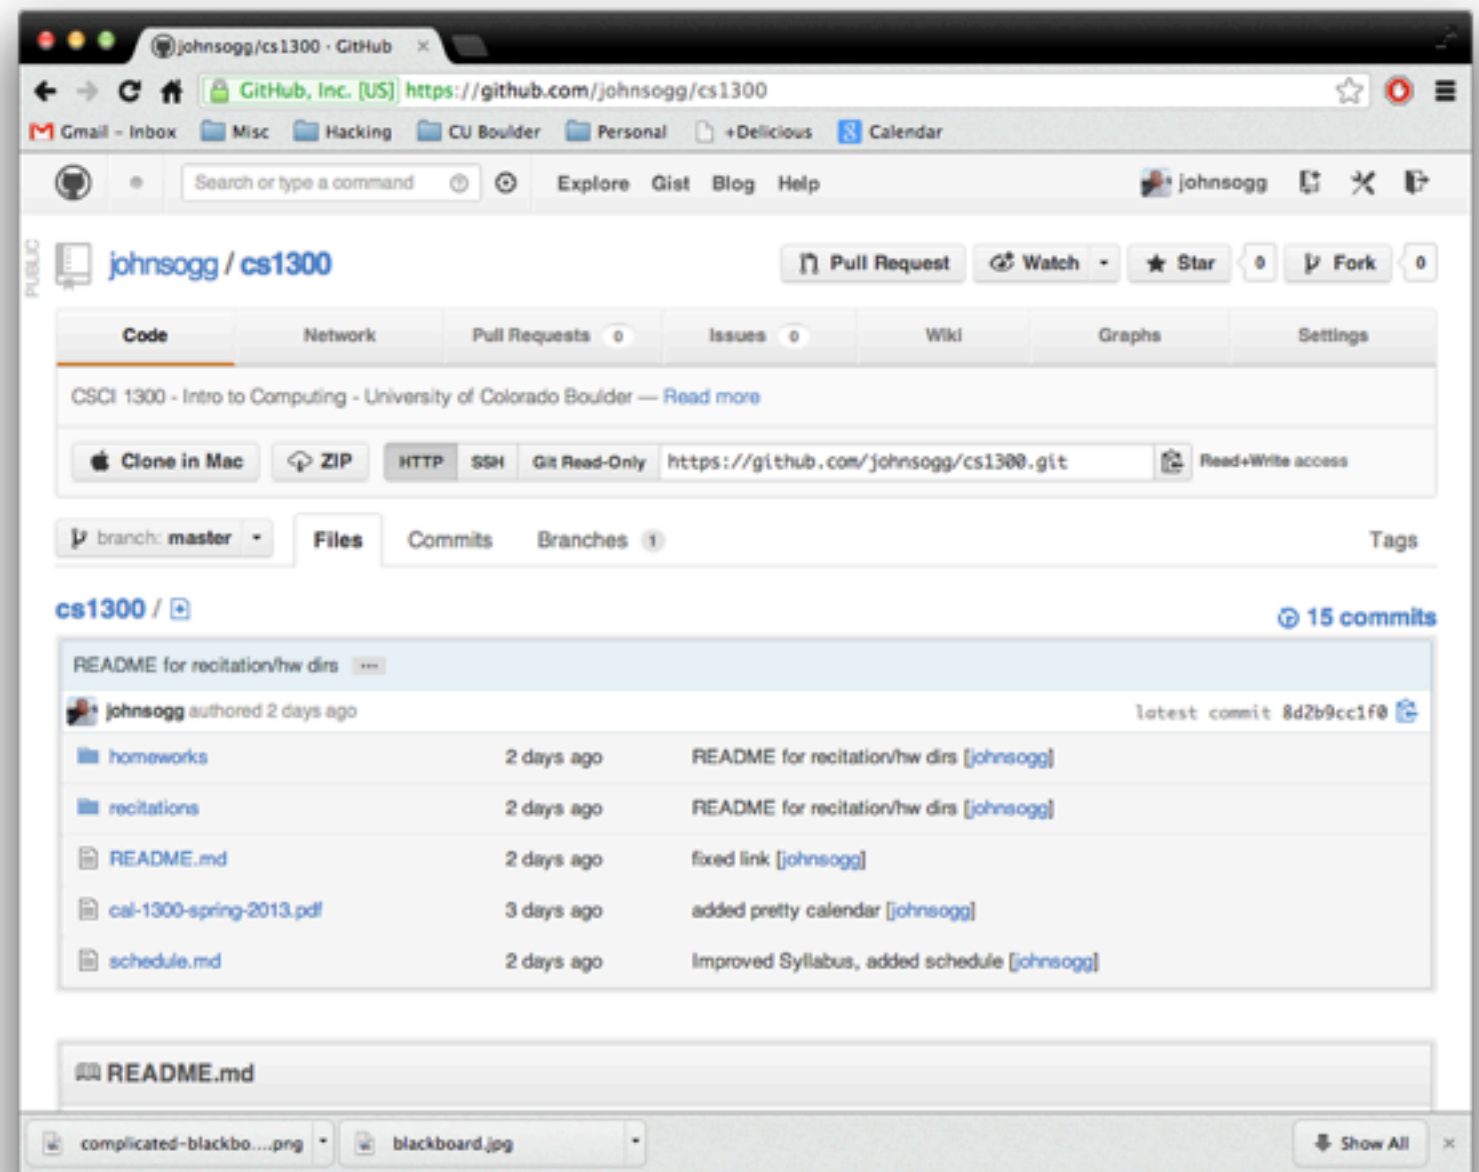 johnsogg/cs1300 · GitHub ×
GitHub, Inc. [US] https://github.com/johnsogg/cs1300
Gmail - Inbox Misc Hacking CU Boulder Personal +Delicious 8 Calendar
Search or type a command Explore Gist Blog Help johnsogg
PUBLIC
johnsogg / cs1300 Pull Request Watch Star 0 Fork 0
Code Network Pull Requests 0 Issues 0 Wiki Graphs Settings
CSCI 1300 - Intro to Computing - University of Colorado Boulder — Read more
Clone in Mac ZIP HTTP SSH Git Read-Only https://github.com/johnsogg/cs1300.git Read+Write access
branch: master Files Commits Branches 1 Tags
cs1300 / 15 commits
README for recitation/hw dirs ...
johnsogg authored 2 days ago latest commit 8d2b9cc1f0
homeworks 2 days ago README for recitation/hw dirs [johnsogg]
recitations 2 days ago README for recitation/hw dirs [johnsogg]
README.md 2 days ago fixed link [johnsogg]
cal-1300-spring-2013.pdf 3 days ago added pretty calendar [johnsogg]
schedule.md 2 days ago Improved Syllabus, added schedule [johnsogg]
README.md
complicated-blackbo....png blackboard.jpg Show All ×